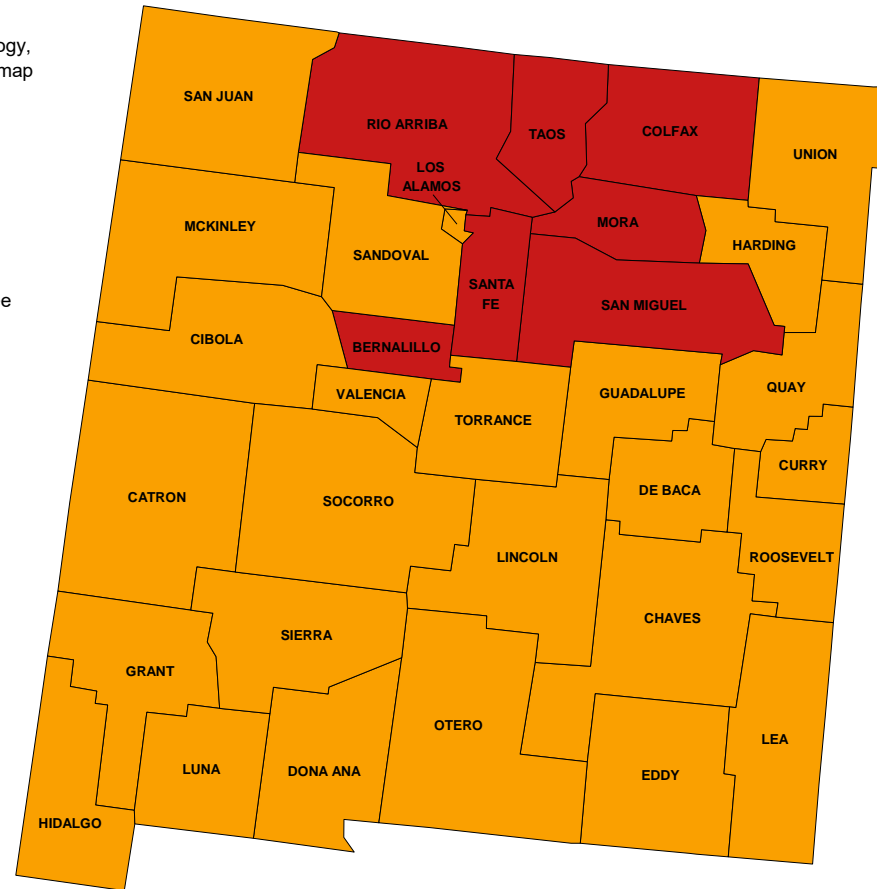 ogy,
map
e
SAN JUAN
RIO ARRIBA
TAOS
COLFAX
UNION
LOS
ALAMOS
MCKINLEY
SANDOVAL
MORA
HARDING
SANTA
FE
SAN MIGUEL
CIBOLA
BERNALILLO
VALENCIA
TORRANCE
GUADALUPE
QUAY
CURRY
CATRON
SOCORRO
DE BACA
LINCOLN
ROOSEVELT
CHAVES
SIERRA
GRANT
OTERO
LEA
LUNA
DONA ANA
EDDY
HIDALGO